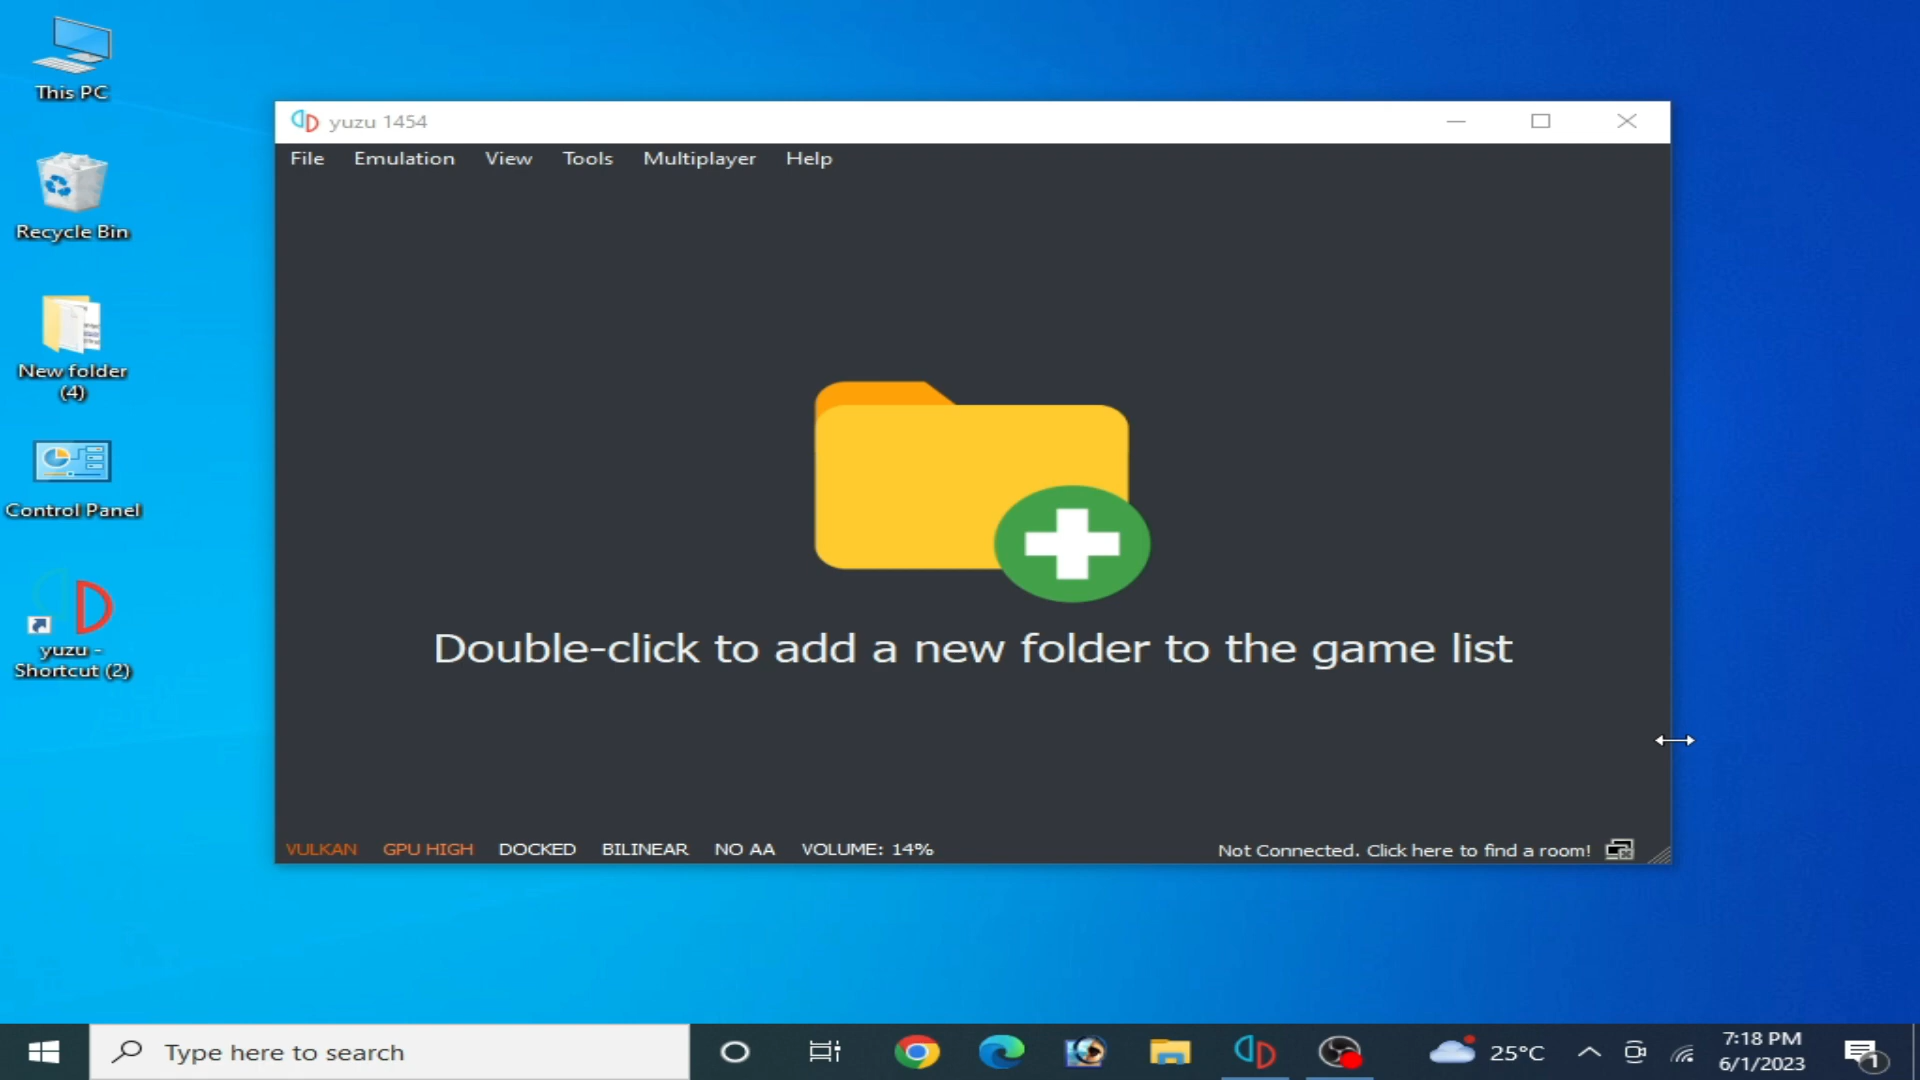 This PC
Recycle Bin
New folder
(4)
Control Panel
yuzu -
Shortcut (2)
yuzu 1454
File Emulation View Tools Multiplayer Help
Double-click to add a new folder to the game list
VULKAN GPU HIGH DOCKED BILINEAR NO AA VOLUME: 14% Not Connected. Click here to find a room!
Type here to search
25°C
7:18 PM
6/1/2023
1